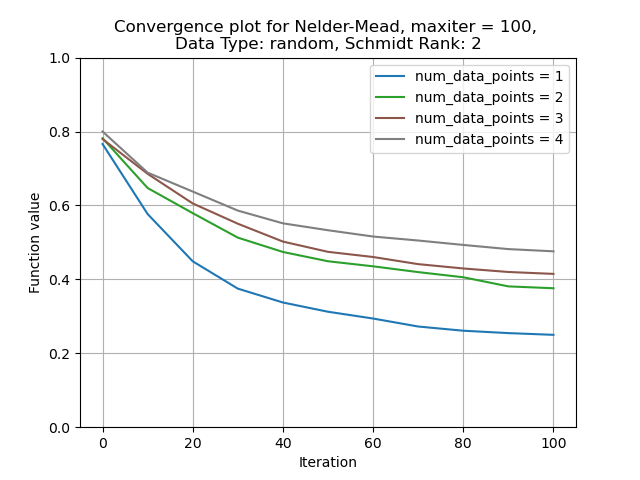 Convergence plot for Nelder-Mead, maxiter = 100,
Data Type: random, Schmidt Rank: 2
num_data_points = 1
num_data_points = 2
num_data_points = 3
num_data_points = 4
Function value
1.0
0.8
0.6
0.4
0.2
0.0
0 20 40 60 80 100
Iteration